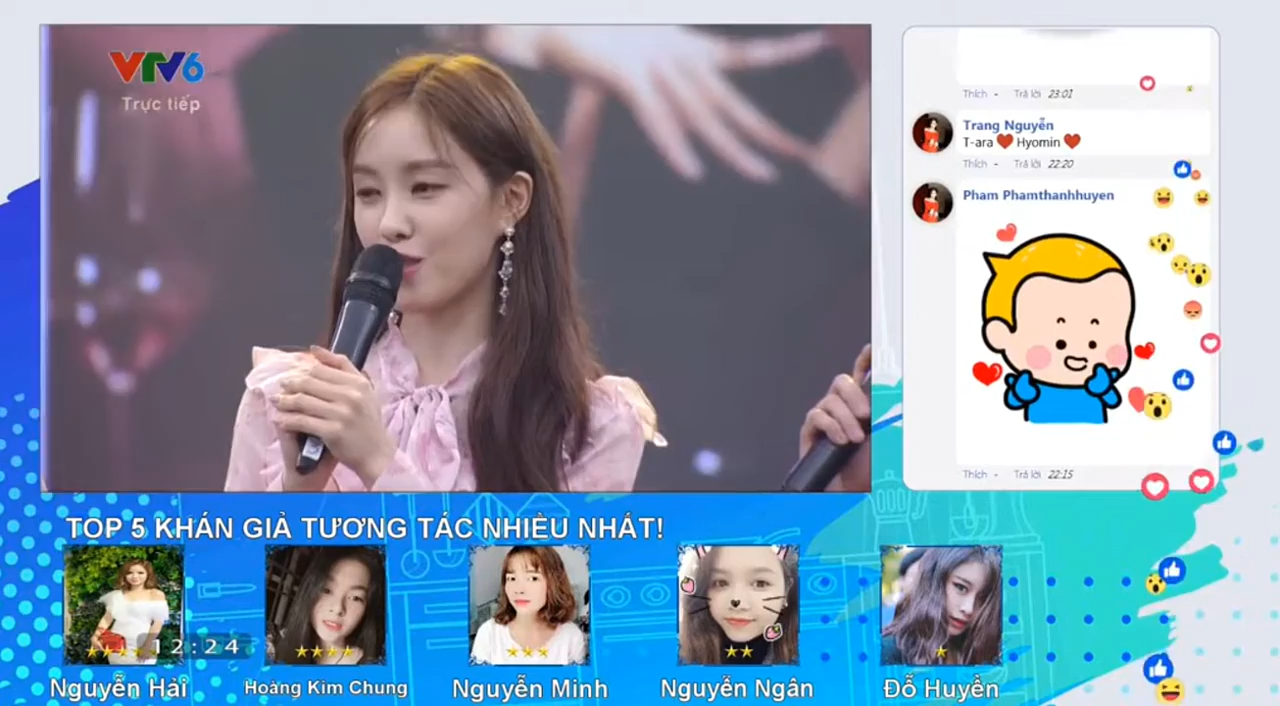 VTV6
Trực tiếp
Thích - Trả lời 23:01
Trang Nguyễn
T-ara ❤ Hyomin ❤
Thích - Trả lời 22:20
Pham Phamthanhhuyen
Thích - Trả lời 22:15
TOP 5 KHÁN GIẢ TƯƠNG TÁC NHIỀU NHẤT!
12:24
Nguyễn Hải
Hoàng Kim Chung
Nguyễn Minh
Nguyễn Ngân
Đỗ Huyền